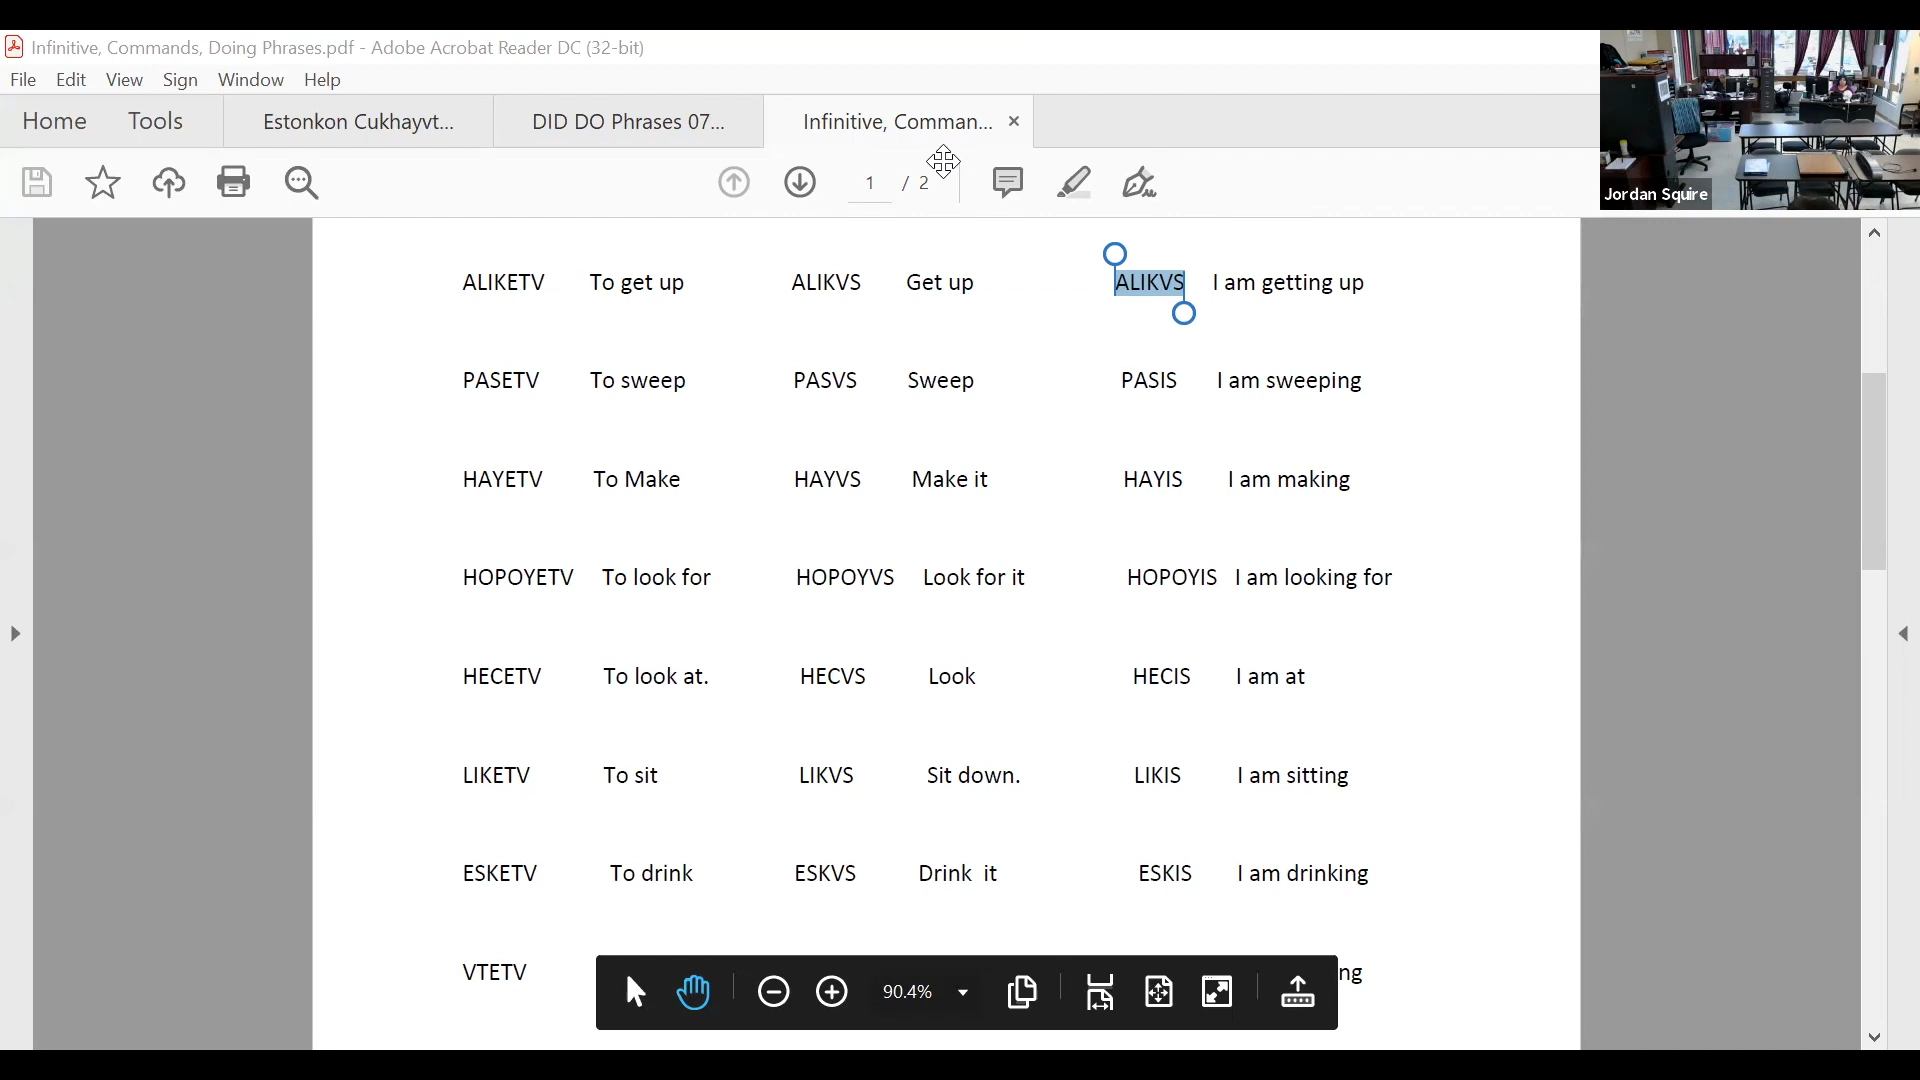 Infinitive, Commands, Doing Phrases.pdf - Adobe Acrobat Reader DC (32-bit)
File Edit View Sign Window Help
Home Tools Estonkon Cukhayvt... DID DO Phrases 07... Infinitive, Comman... ×
1 / 2
Jordan Squire
ALIKETV To get up ALIKVS Get up ALIKVS I am getting up
PASETV To sweep PASVS Sweep PASIS I am sweeping
HAYETV To Make HAYVS Make it HAYIS I am making
HOPOYETV To look for HOPOYVS Look for it HOPOYIS I am looking for
HECETV To look at. HECVS Look HECIS I am at
LIKETV To sit LIKVS Sit down. LIKIS I am sitting
ESKETV To drink ESKVS Drink it ESKIS I am drinking
VTETV ng
90.4%